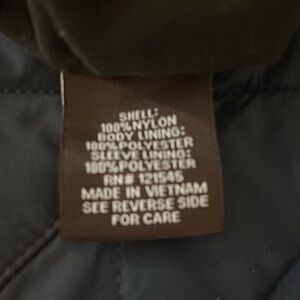 SHELL:
100% NYLON
BODY LINING:
100% POLYESTER
SLEEVE LINING:
100% POLYESTER
RN# 121545
MADE IN VIETNAM
SEE REVERSE SIDE
FOR CARE